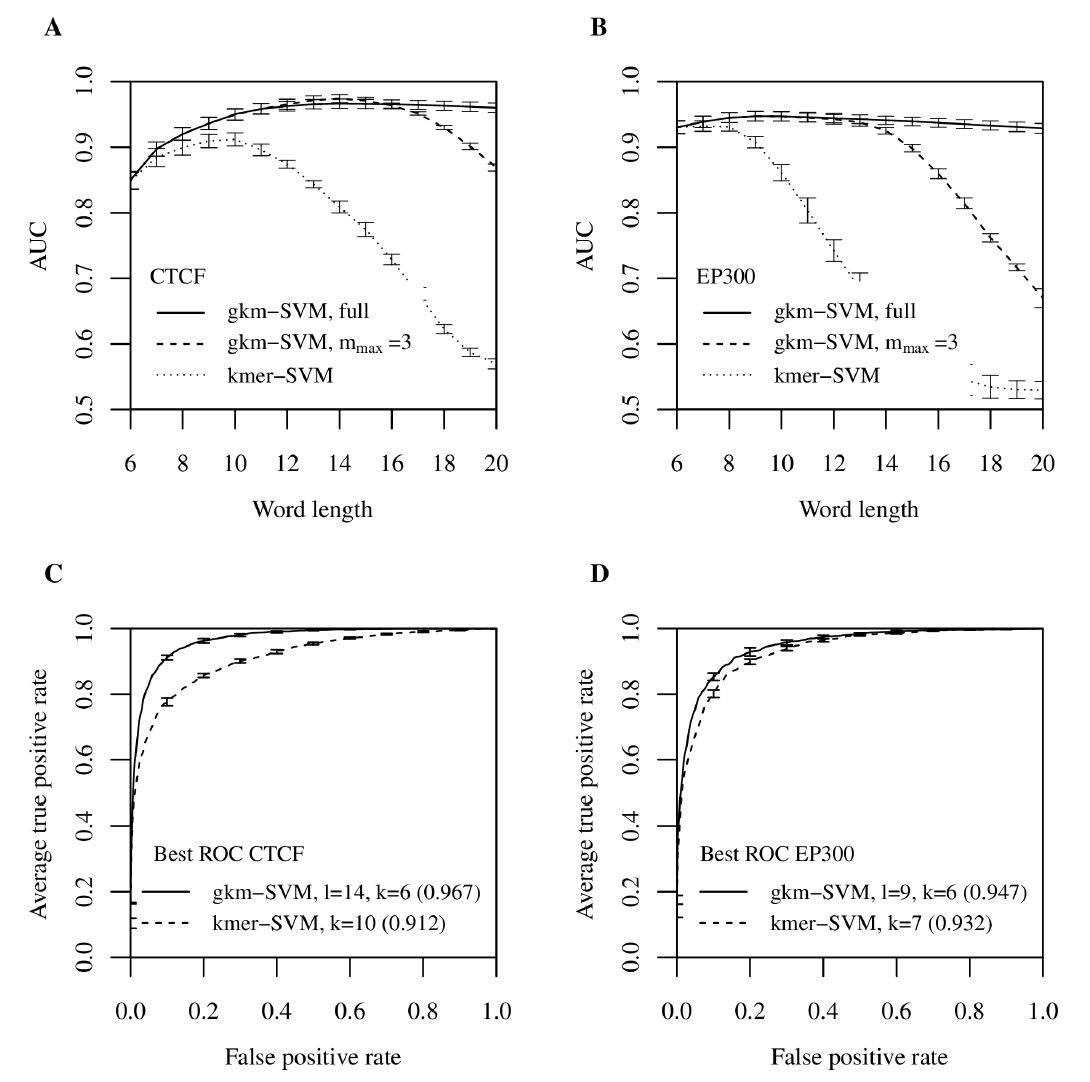 A
AUC
1.0
0.9
0.8
0.7
0.6
0.5
CTCF
gkm−SVM, full
gkm−SVM, mmax =3
kmer−SVM
6 8 10 12 14 16 18 20
Word length
B
AUC
1.0
0.9
0.8
0.7
0.6
0.5
EP300
gkm−SVM, full
gkm−SVM, mmax =3
kmer−SVM
6 8 10 12 14 16 18 20
Word length
C
Average true positive rate
1.0
0.8
0.6
0.4
0.2
0.0
Best ROC CTCF
gkm−SVM, l=14, k=6 (0.967)
kmer−SVM, k=10 (0.912)
0.0 0.2 0.4 0.6 0.8 1.0
False positive rate
D
Average true positive rate
1.0
0.8
0.6
0.4
0.2
0.0
Best ROC EP300
gkm−SVM, l=9, k=6 (0.947)
kmer−SVM, k=7 (0.932)
0.0 0.2 0.4 0.6 0.8 1.0
False positive rate